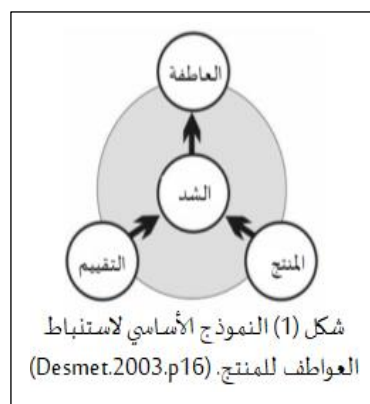 العاطفة
الشد
التقييم
المنتج
شكل (1) النموذج الأساسي لاستنباط
العواطف للمنتج. (Desmet.2003.p16)